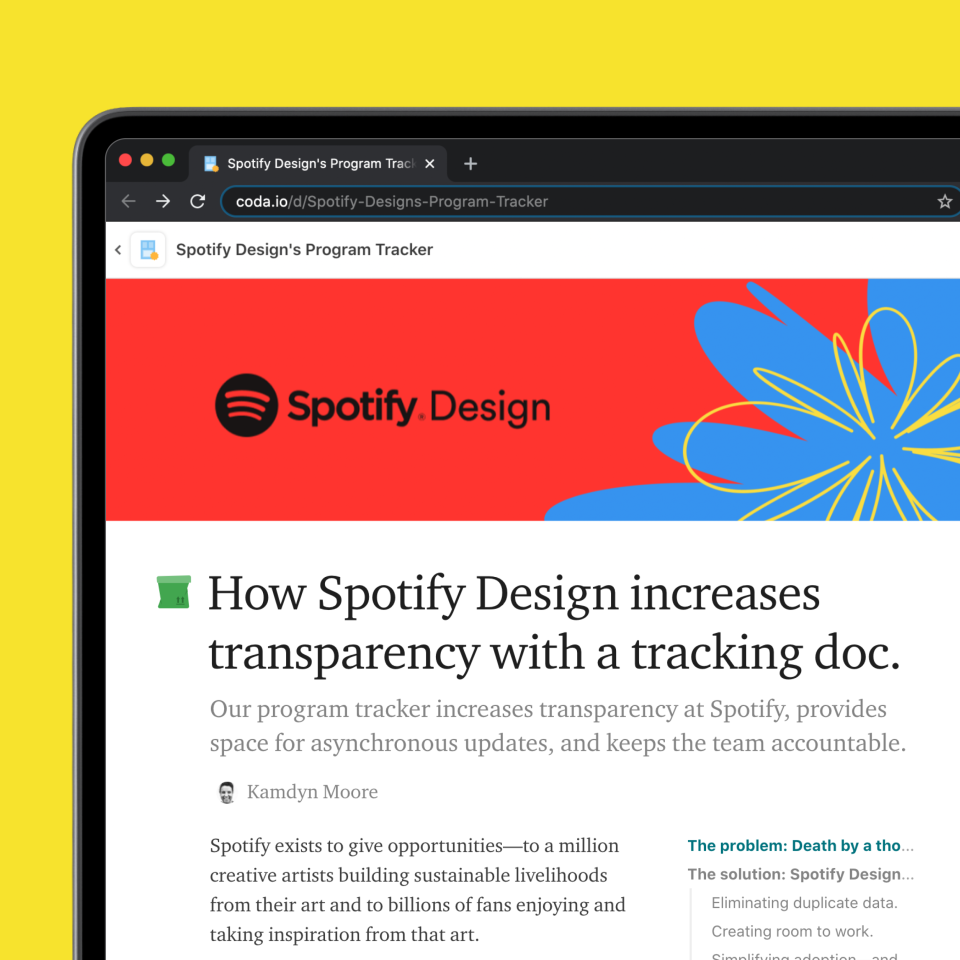 Spotify Design's Program Trac
coda.io/d/Spotify-Designs-Program-Tracker
Spotify Design's Program Tracker
Spotify Design
How Spotify Design increases
transparency with a tracking doc.
Our program tracker increases transparency at Spotify, provides
space for asynchronous updates, and keeps the team accountable.
Kamdyn Moore
Spotify exists to give opportunities—to a million
creative artists building sustainable livelihoods
from their art and to billions of fans enjoying and
taking inspiration from that art.
The problem: Death by a tho...
The solution: Spotify Design...
Eliminating duplicate data.
Creating room to work.
Simplifying adoption—and